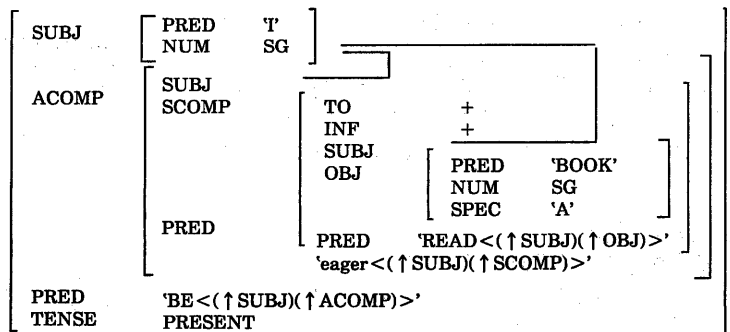 SUBJ PRED 'I'
NUM SG
SUBJ
ACOMP SCOMP TO +
INF +
SUBJ
OBJ PRED 'BOOK'
NUM SG
SPEC 'A'
PRED PRED 'READ<(↑SUBJ)(↑OBJ)>'
'eager<(↑SUBJ)(↑SCOMP)>'
PRED 'BE<(↑SUBJ)(↑ACOMP)>'
TENSE PRESENT